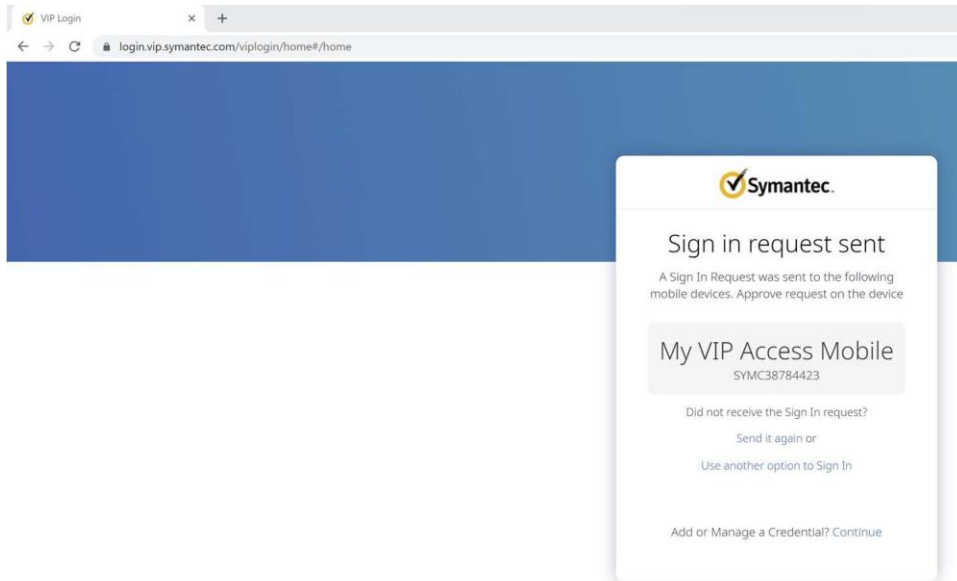 VIP Login
login.vip.symantec.com/viplogin/home#/home
Symantec.
Sign in request sent
A Sign In Request was sent to the following
mobile devices. Approve request on the device
My VIP Access Mobile
SYMC38784423
Did not receive the Sign In request?
Send it again or
Use another option to Sign In
Add or Manage a Credential? Continue